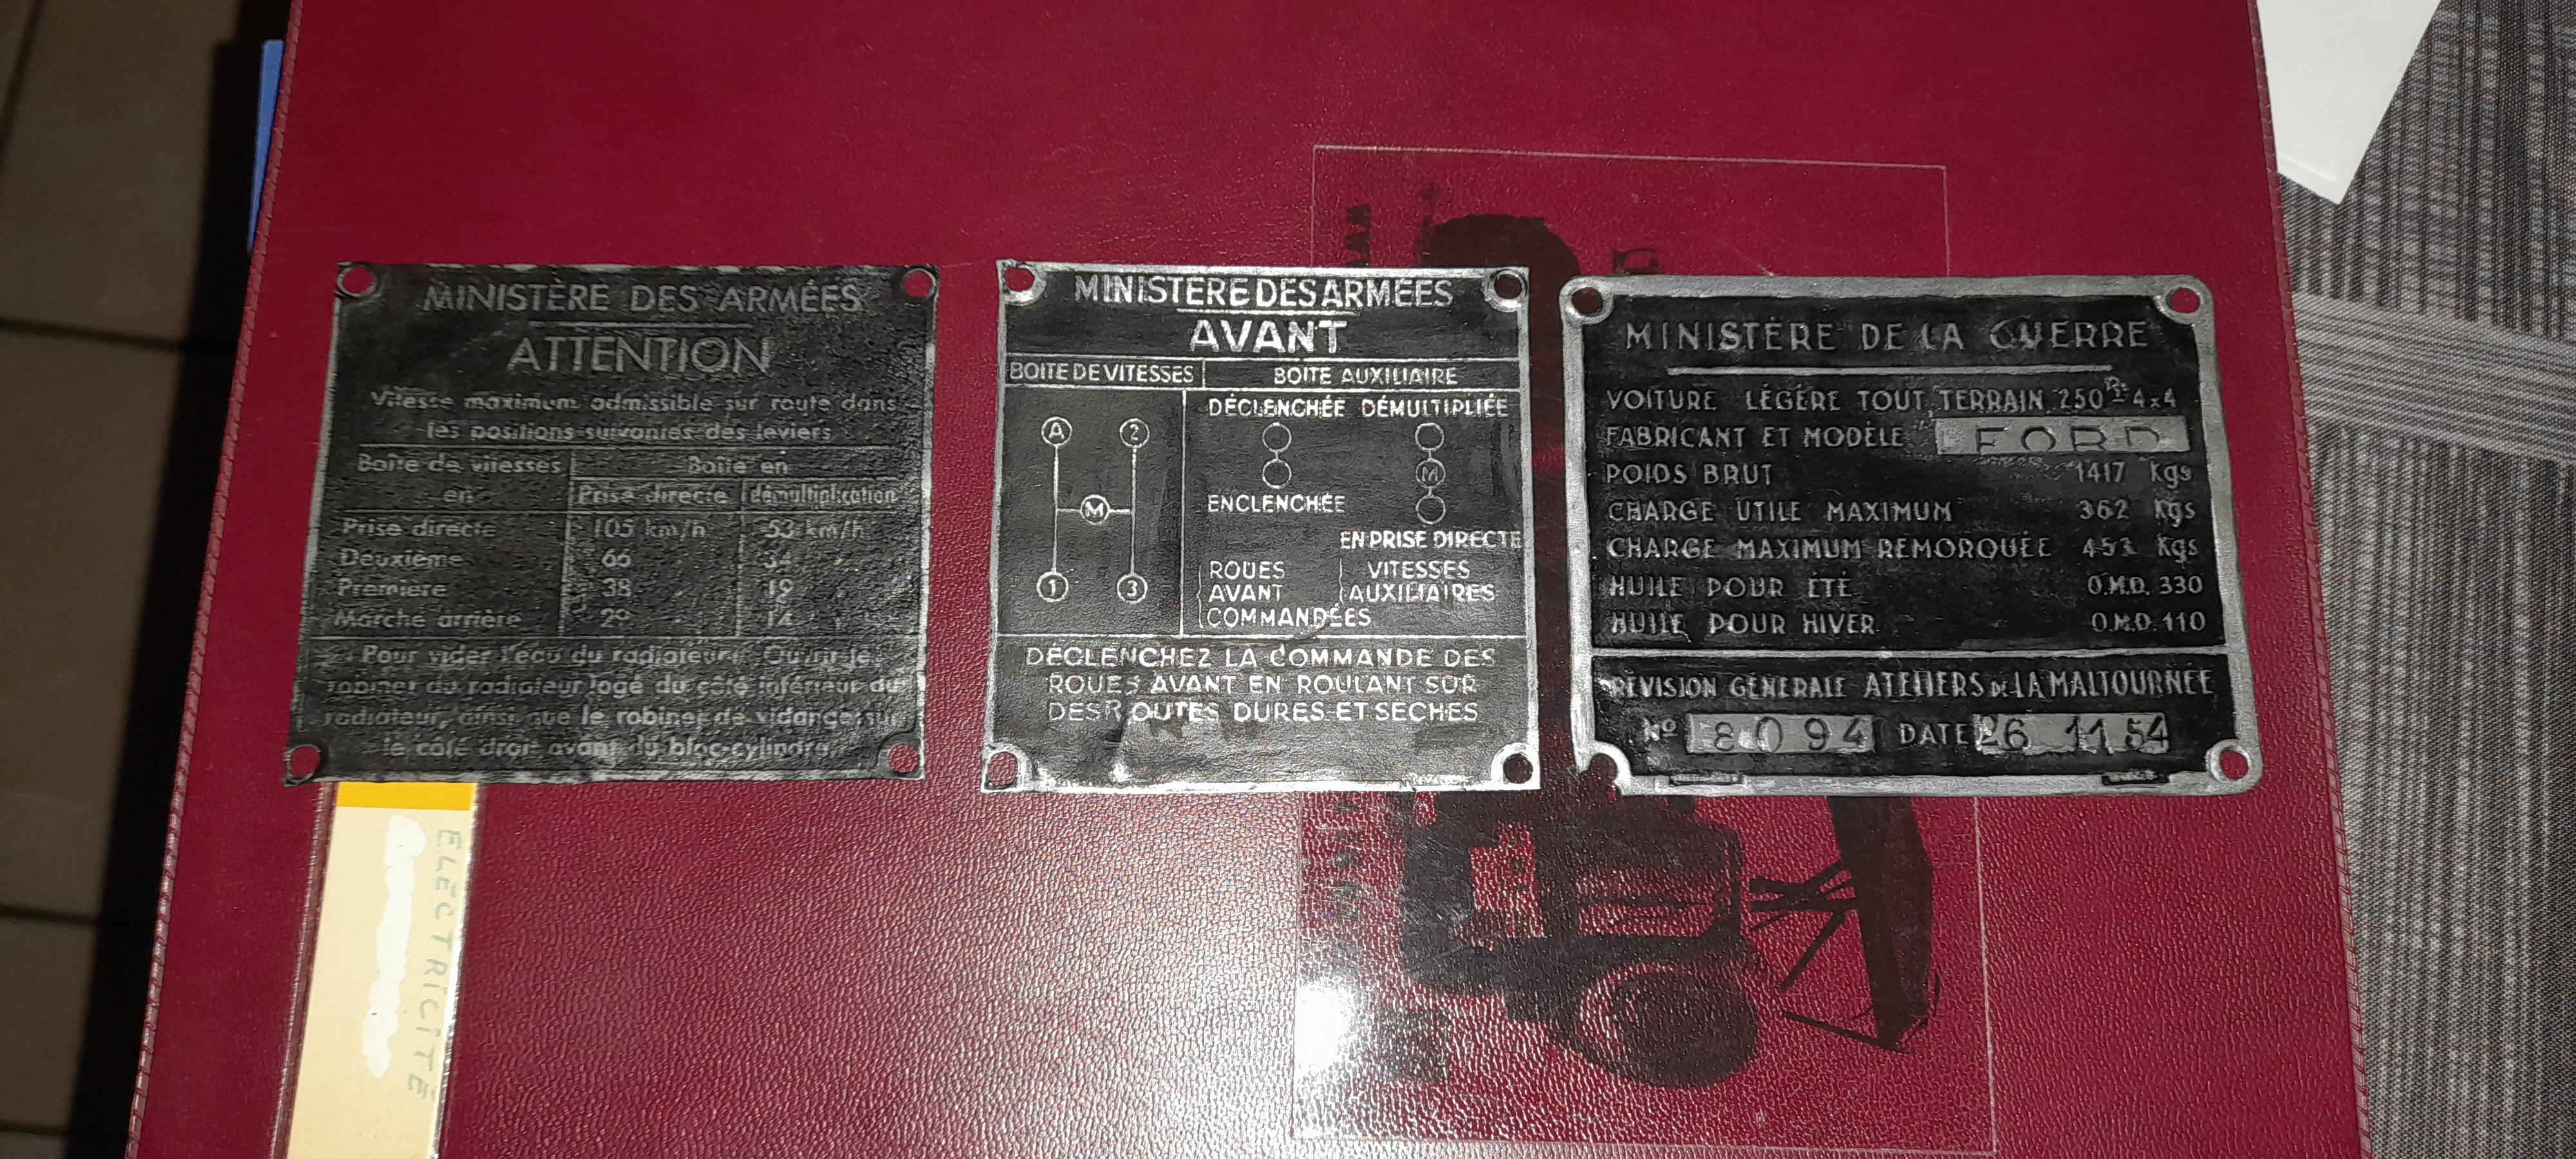 MINISTÈRE DES ARMÉES
ATTENTION
Vitesse maximum admissible sur route dans
les positions suivantes des leviers
Boîte de vitesses
en
Boîte en
Prise directe démultiplication
Prise directe 105 km/h 53 km/h
Deuxième 66 34
Première 38 19
Marche arrière 29 14
Pour vider l'eau du radiateur: Ouvrir le
robinet du radiateur logé du côté inférieur du
radiateur, ainsi que le robinet de vidange sur
le côté droit avant du bloc-cylindre
MINISTERE DES ARMEES
AVANT
BOITE DE VITESSES BOITE AUXILIAIRE
DÉCLENCHÉE DÉMULTIPLIÉE
A 2
M
M
ENCLENCHÉE
EN PRISE DIRECTE
1 3
ROUES
AVANT
COMMANDÉES
VITESSES
AUXILIAIRES
DÉCLENCHEZ LA COMMANDE DES
ROUES AVANT EN ROULANT SUR
DES ROUTES DURES ET SECHES
MINISTÈRE DE LA GUERRE
VOITURE LÉGÈRE TOUT TERRAIN 250 4x4
FABRICANT ET MODÈLE FORD
POIDS BRUT 1417 Kgs
CHARGE UTILE MAXIMUM 362 Kgs
CHARGE MAXIMUM REMORQUÉE 453 Kgs
HUILE POUR ÉTÉ O.M.D. 330
HUILE POUR HIVER O.M.D. 110
RÉVISION GÉNÉRALE ATELIERS DE LA MALTOURNÉE
No 8094 DATE 26 11 54
ELECTRICITÉ